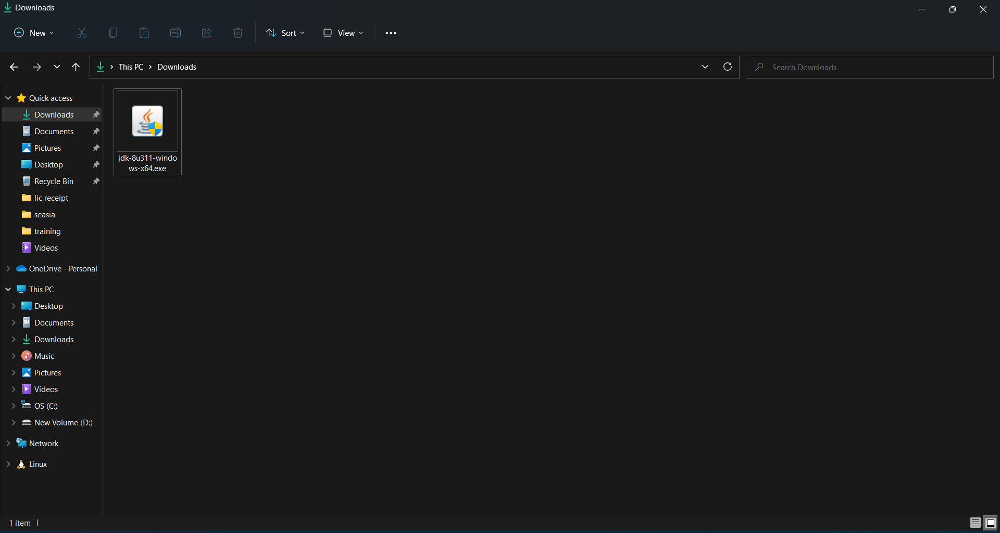 Downloads
New
Sort
View
This PC
Downloads
Search Downloads
Quick access
Downloads
Documents
Pictures
Desktop
Recycle Bin
lic receipt
seasia
training
Videos
OneDrive - Personal
This PC
Desktop
Documents
Downloads
Music
Pictures
Videos
OS (C:)
New Volume (D:)
Network
Linux
jdk-8u311-windo
ws-x64.exe
1 item